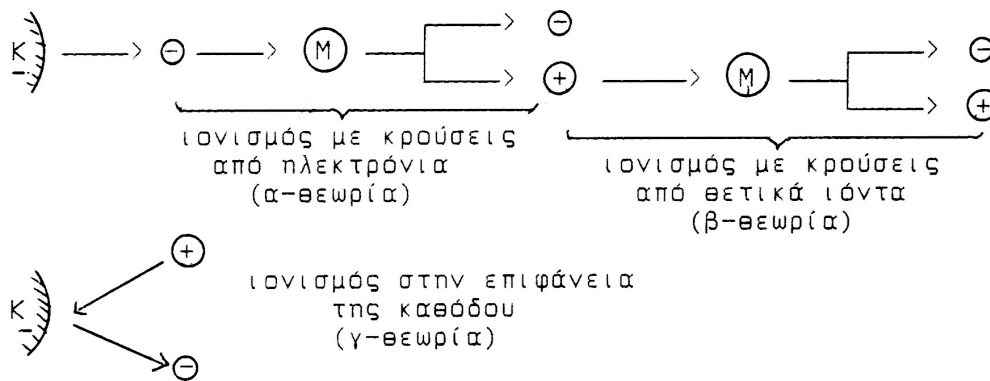 K - M - +
M - +
ιονισμός με κρούσεις
από ηλεκτρόνια
(α-θεωρία)
ιονισμός με κρούσεις
από θετικά ιόντα
(β-θεωρία)
K + -
ιονισμός στην επιφάνεια
της καθόδου
(γ-θεωρία)